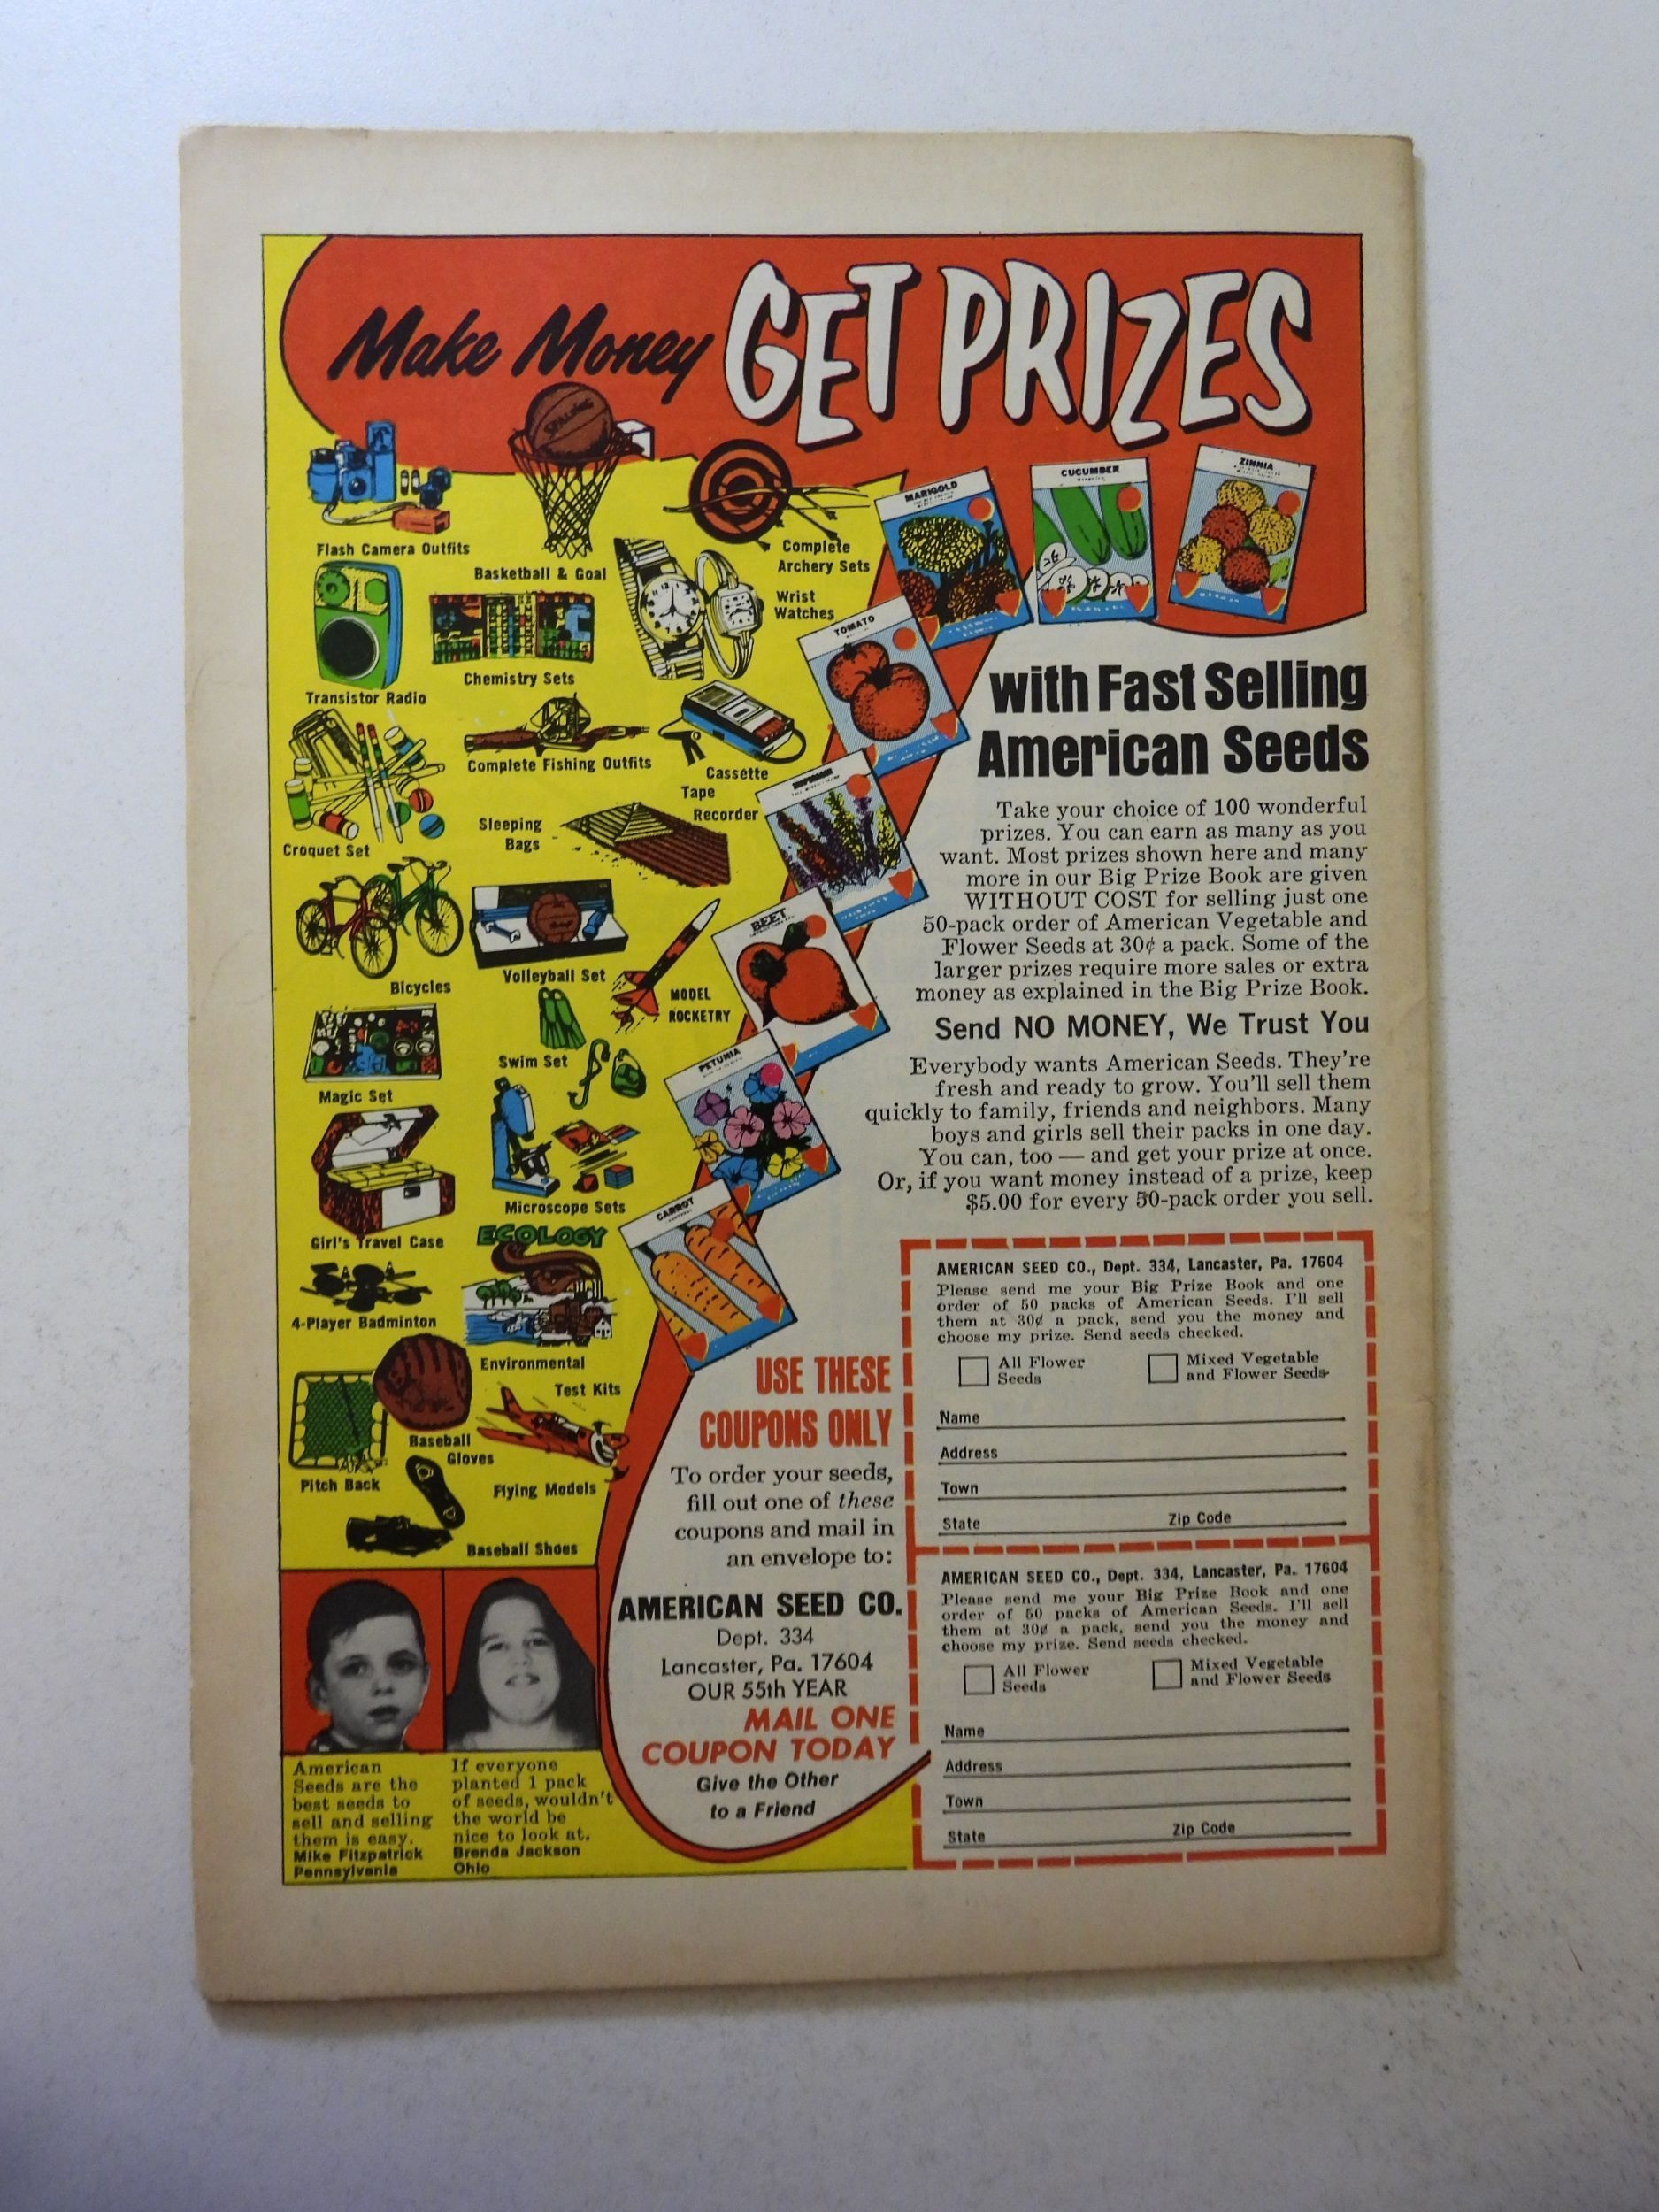 Make Money GET PRIZES
SPALDING
Flash Camera Outfits
Basketball & Goal
Complete
Archery Sets
Wrist
Watches
Transistor Radio
Chemistry Sets
Complete Fishing Outfits
Cassette
Tape
Recorder
Croquet Set
Sleeping
Bags
Bicycles
Volleyball Set
MODEL
ROCKETRY
Magic Set
Swim Set
Girl's Travel Case
Microscope Sets
ECOLOGY
4-Player Badminton
Environmental
Test Kits
Pitch Back
Baseball
Gloves
Flying Models
Baseball Shoes
MARIGOLD
CUCUMBER
ZINNIA
TOMATO
BEET
PETUNIA
CARROT
with Fast Selling
American Seeds
Take your choice of 100 wonderful
prizes. You can earn as many as you
want. Most prizes shown here and many
more in our Big Prize Book are given
WITHOUT COST for selling just one
50-pack order of American Vegetable and
Flower Seeds at 30¢ a pack. Some of the
larger prizes require more sales or extra
money as explained in the Big Prize Book.
Send NO MONEY, We Trust You
Everybody wants American Seeds. They're
fresh and ready to grow. You'll sell them
quickly to family, friends and neighbors. Many
boys and girls sell their packs in one day.
You can, too — and get your prize at once.
Or, if you want money instead of a prize, keep
$5.00 for every 50-pack order you sell.
USE THESE
COUPONS ONLY
To order your seeds,
fill out one of these
coupons and mail in
an envelope to:
AMERICAN SEED CO.
Dept. 334
Lancaster, Pa. 17604
OUR 55th YEAR
MAIL ONE
COUPON TODAY
Give the Other
to a Friend
AMERICAN SEED CO., Dept. 334, Lancaster, Pa. 17604
Please send me your Big Prize Book and one
order of 50 packs of American Seeds. I'll sell
them at 30¢ a pack, send you the money and
choose my prize. Send seeds checked.
All Flower
Seeds
Mixed Vegetable
and Flower Seeds
Name
Address
Town
State Zip Code
AMERICAN SEED CO., Dept. 334, Lancaster, Pa. 17604
Please send me your Big Prize Book and one
order of 50 packs of American Seeds. I'll sell
them at 30¢ a pack, send you the money and
choose my prize. Send seeds checked.
All Flower
Seeds
Mixed Vegetable
and Flower Seeds
Name
Address
Town
State Zip Code
American
Seeds are the
best seeds to
sell and selling
them is easy.
Mike Fitzpatrick
Pennsylvania
If everyone
planted 1 pack
of seeds, wouldn't
the world be
nice to look at.
Brenda Jackson
Ohio